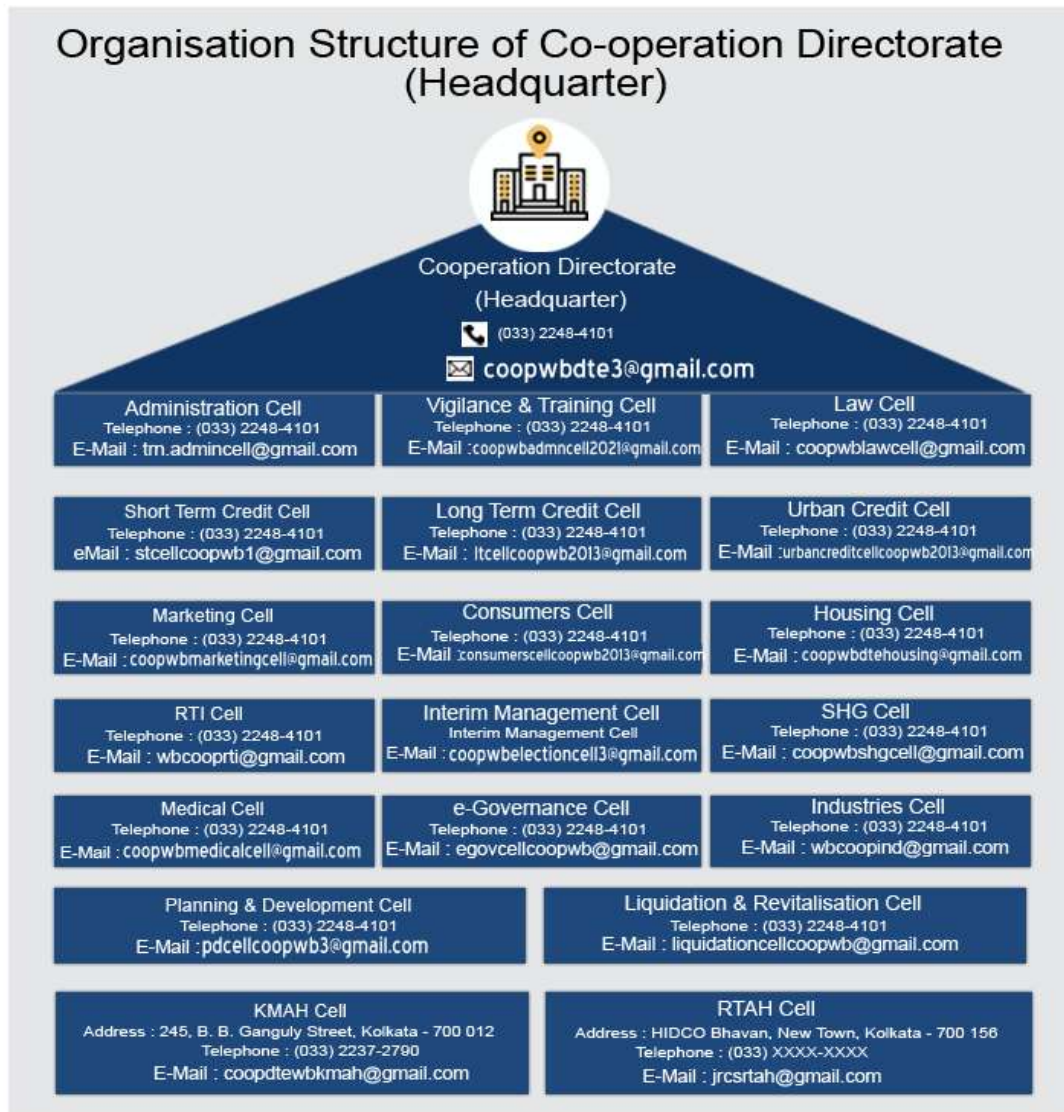 Organisation Structure of Co-operation Directorate
(Headquarter)
Cooperation Directorate
(Headquarter)
(033) 2248-4101
coopwbdte3@gmail.com
Administration Cell
Telephone : (033) 2248-4101
E-Mail : trn.admincell@gmail.com
Vigilance & Training Cell
Telephone : (033) 2248-4101
E-Mail :coopwbadmncell2021@gmail.com
Law Cell
Telephone : (033) 2248-4101
E-Mail : coopwblawcell@gmail.com
Short Term Credit Cell
Telephone : (033) 2248-4101
eMail : stcellcoopwb1@gmail.com
Long Term Credit Cell
Telephone : (033) 2248-4101
E-Mail : ltcellcoopwb2013@gmail.com
Urban Credit Cell
Telephone : (033) 2248-4101
E-Mail :urbancreditcellcoopwb2013@gmail.com
Marketing Cell
Telephone : (033) 2248-4101
E-Mail : coopwbmarketingcell@gmail.com
Consumers Cell
Telephone : (033) 2248-4101
E-Mail :consumerscellcoopwb2013@gmail.com
Housing Cell
Telephone : (033) 2248-4101
E-Mail : coopwbdtehousing@gmail.com
RTI Cell
Telephone : (033) 2248-4101
E-Mail : wbcooprti@gmail.com
Interim Management Cell
Interim Management Cell
E-Mail : coopwbelectioncell3@gmail.com
SHG Cell
Telephone : (033) 2248-4101
E-Mail : coopwbshgcell@gmail.com
Medical Cell
Telephone : (033) 2248-4101
E-Mail : coopwbmedicalcell@gmail.com
e-Governance Cell
Telephone : (033) 2248-4101
E-Mail : egovcellcoopwb@gmail.com
Industries Cell
Telephone : (033) 2248-4101
E-Mail : wbcoopind@gmail.com
Planning & Development Cell
Telephone : (033) 2248-4101
E-Mail :pdcellcoopwb3@gmail.com
Liquidation & Revitalisation Cell
Telephone : (033) 2248-4101
E-Mail : liquidationcellcoopwb@gmail.com
KMAH Cell
Address : 245, B. B. Ganguly Street, Kolkata - 700 012
Telephone : (033) 2237-2790
E-Mail : coopdtewbkmah@gmail.com
RTAH Cell
Address : HIDCO Bhavan, New Town, Kolkata - 700 156
Telephone : (033) XXXX-XXXX
E-Mail : jrcsrtah@gmail.com